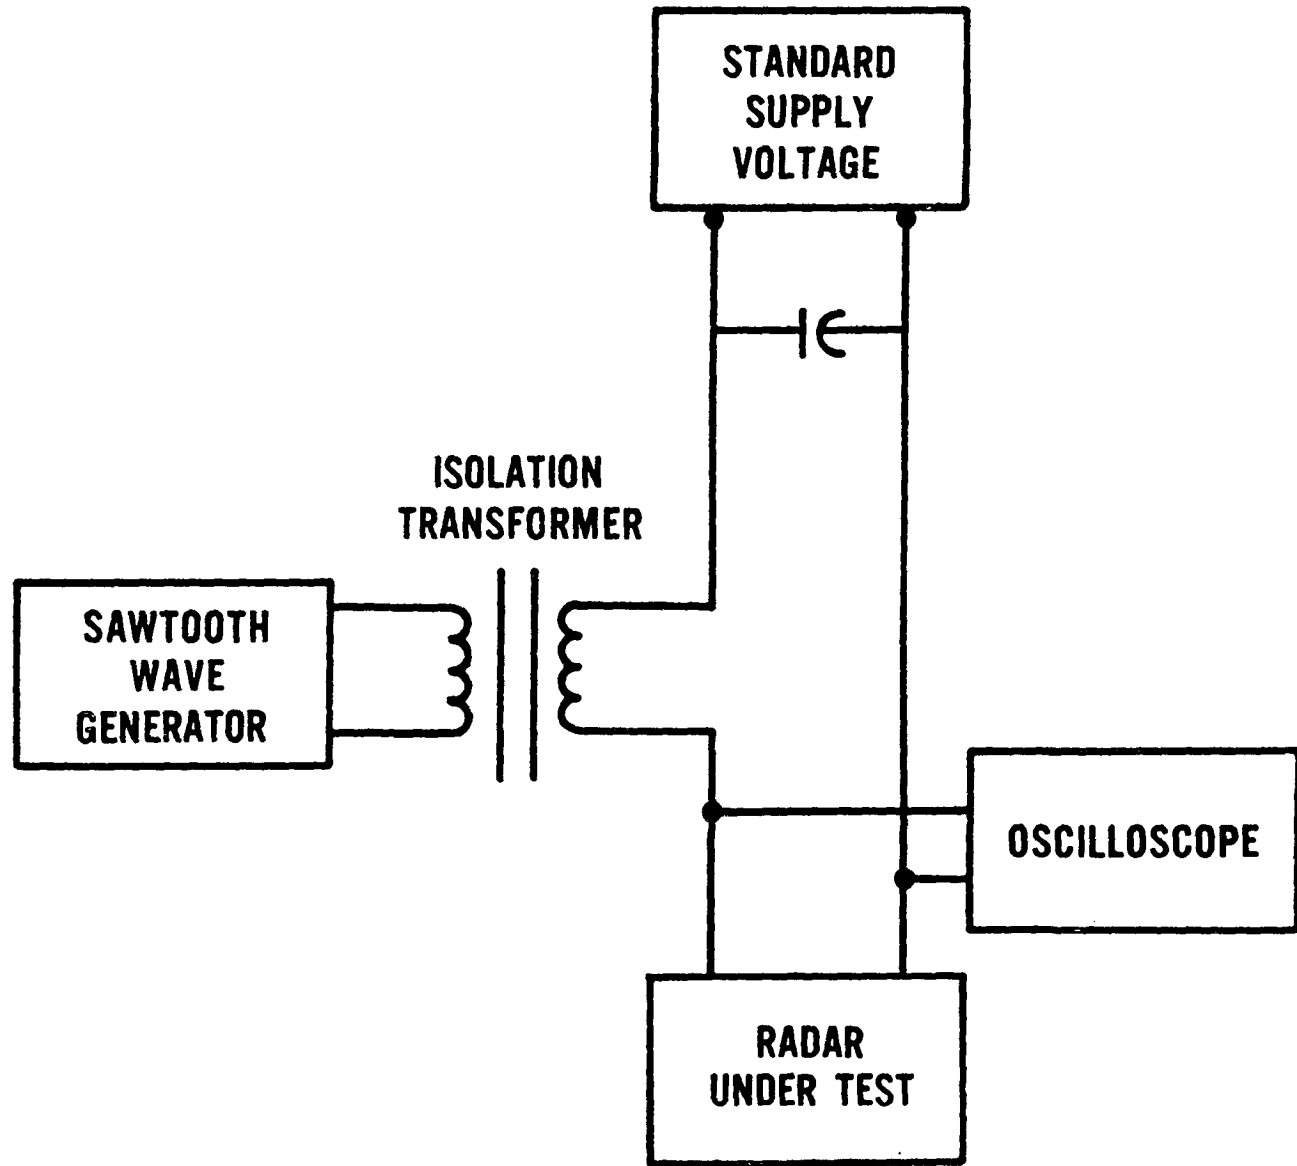 STANDARD
SUPPLY
VOLTAGE
ISOLATION
TRANSFORMER
SAWTOOTH
WAVE
GENERATOR
OSCILLOSCOPE
RADAR
UNDER TEST